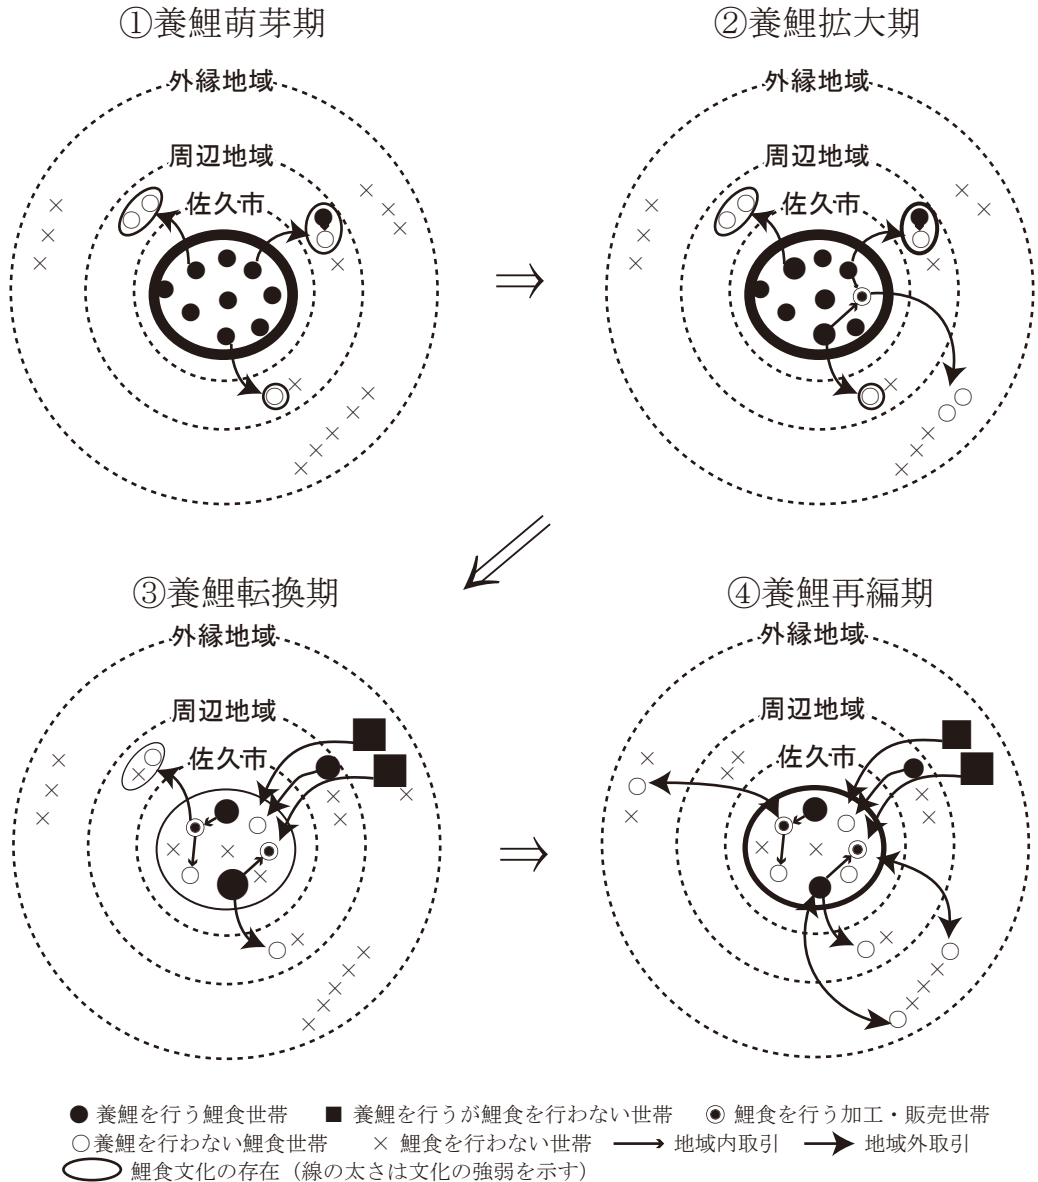 ①養鯉萌芽期
外縁地域
周辺地域
佐久市
②養鯉拡大期
外縁地域
周辺地域
佐久市
③養鯉転換期
外縁地域
周辺地域
佐久市
④養鯉再編期
外縁地域
周辺地域
佐久市
● 養鯉を行う鯉食世帯 ■ 養鯉を行うが鯉食を行わない世帯 ◉ 鯉食を行う加工・販売世帯
○養鯉を行わない鯉食世帯 × 鯉食を行わない世帯 → 地域内取引 → 地域外取引
鯉食文化の存在（線の太さは文化の強弱を示す）